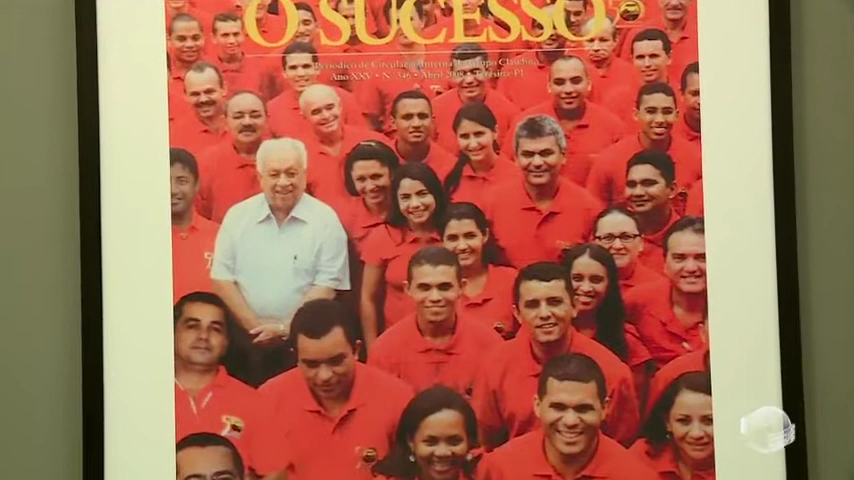 O SUCESSO
Periódico de Circulação Interna do Grupo Claudino
Ano XXV • N. 346 • Abril 2008 • Teresina-PI